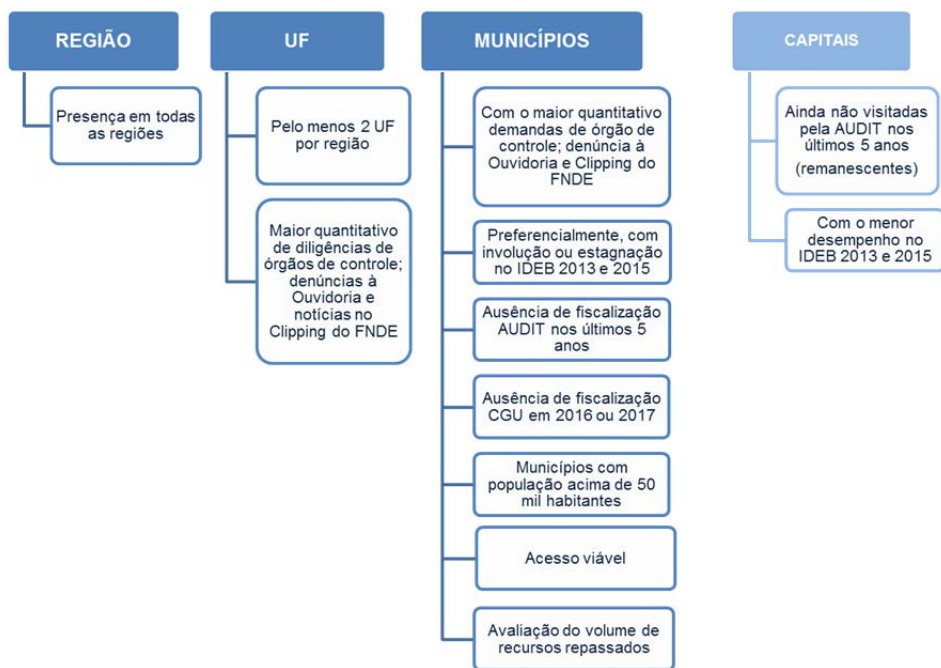 REGIÃO
Presença em todas
as regiões
UF
Pelo menos 2 UF
por região
Maior quantitativo
de diligências de
órgãos de controle;
denúncias à
Ouvidoria e
notícias no
Clipping do FNDE
MUNICÍPIOS
Com o maior quantitativo
demandas de órgão de
controle; denúncia à
Ouvidoria e Clipping do
FNDE
Preferencialmente, com
involução ou estagnação
no IDEB 2013 e 2015
Ausência de fiscalização
AUDIT nos últimos 5
anos
Ausência de fiscalização
CGU em 2016 ou 2017
Municípios com
população acima de 50
mil habitantes
Acesso viável
Avaliação do volume de
recursos repassados
CAPITAIS
Ainda não visitadas
pela AUDIT nos
últimos 5 anos
(remanescentes)
Com o menor
desempenho no
IDEB 2013 e 2015